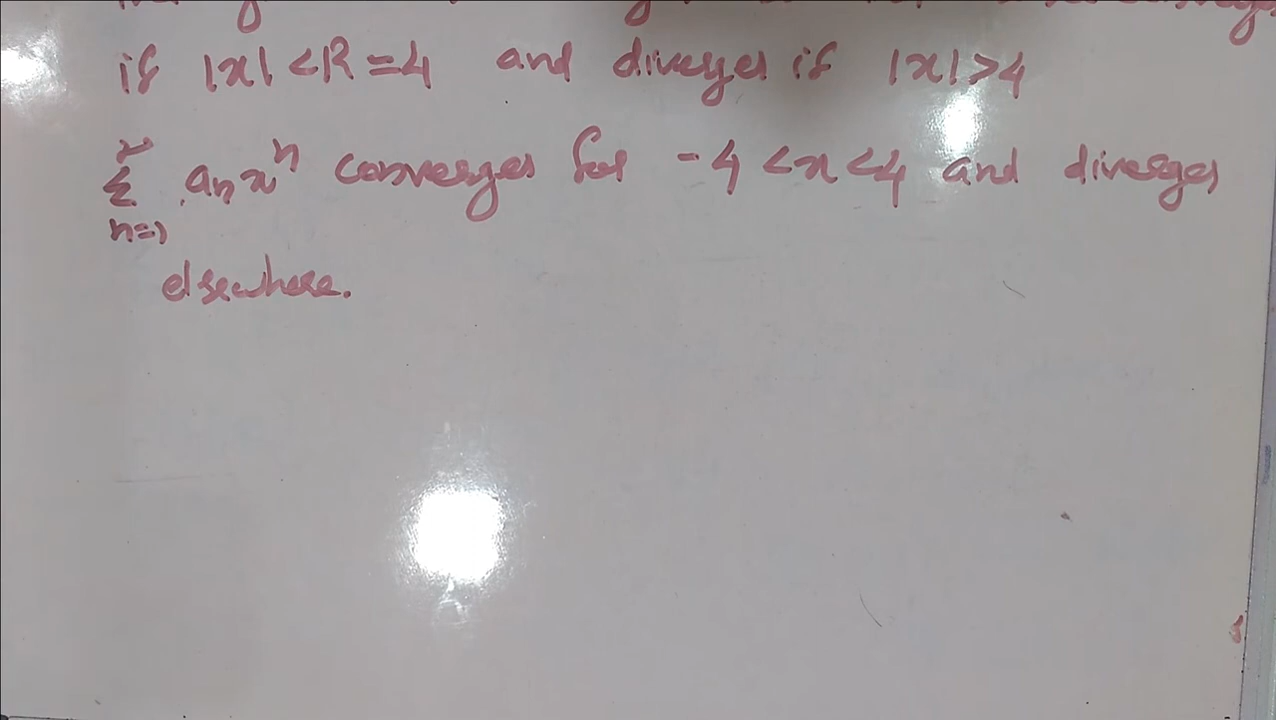 if |x| < R = 4 and diverges if |x| > 4
∞
Σ aₙxⁿ converges for -4 < x < 4 and diverges
n=1
elsewhere.